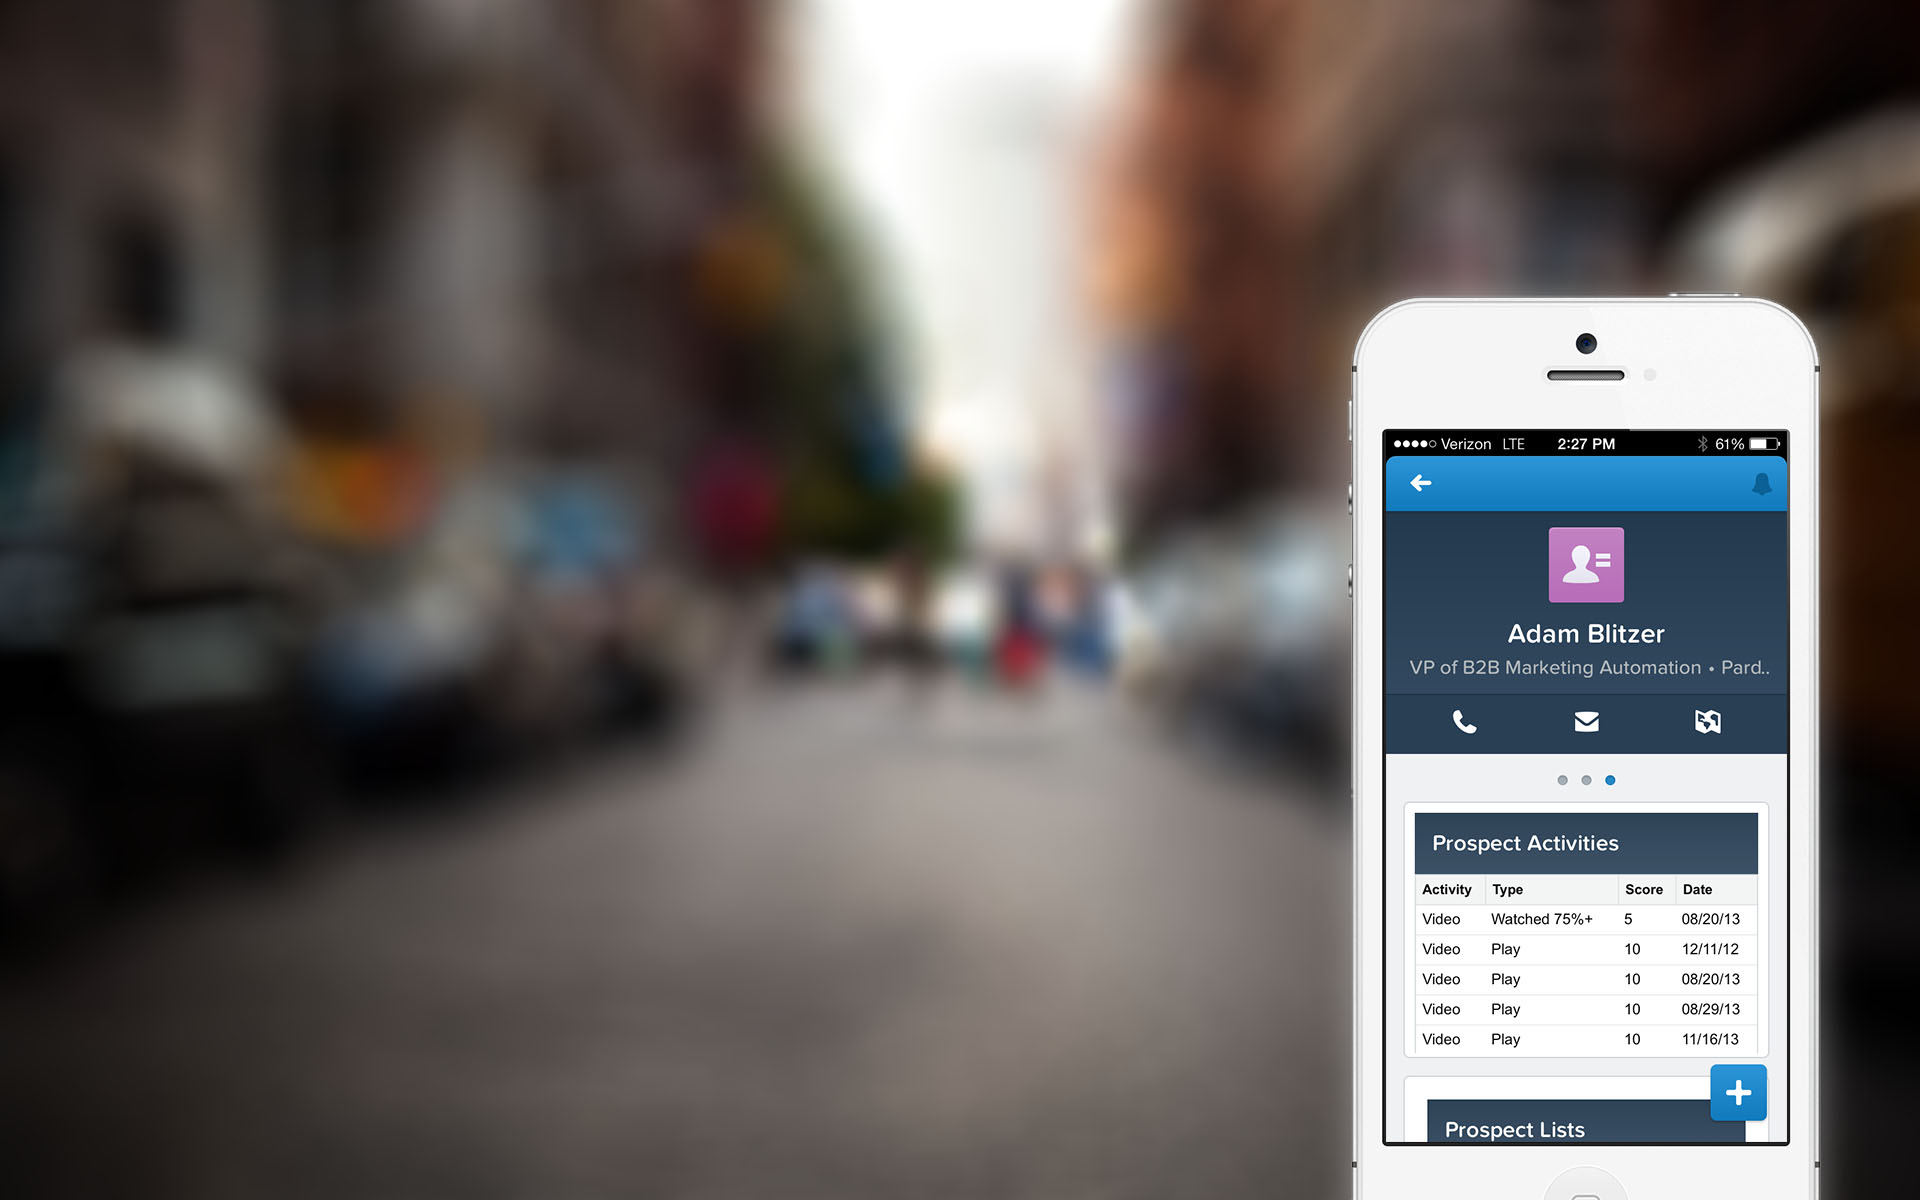 Verizon LTE 2:27 PM 61%
Adam Blitzer
VP of B2B Marketing Automation • Pard..
Prospect Activities
Activity Type Score Date
Video Watched 75%+ 5 08/20/13
Video Play 10 12/11/12
Video Play 10 08/20/13
Video Play 10 08/29/13
Video Play 10 11/16/13
Prospect Lists